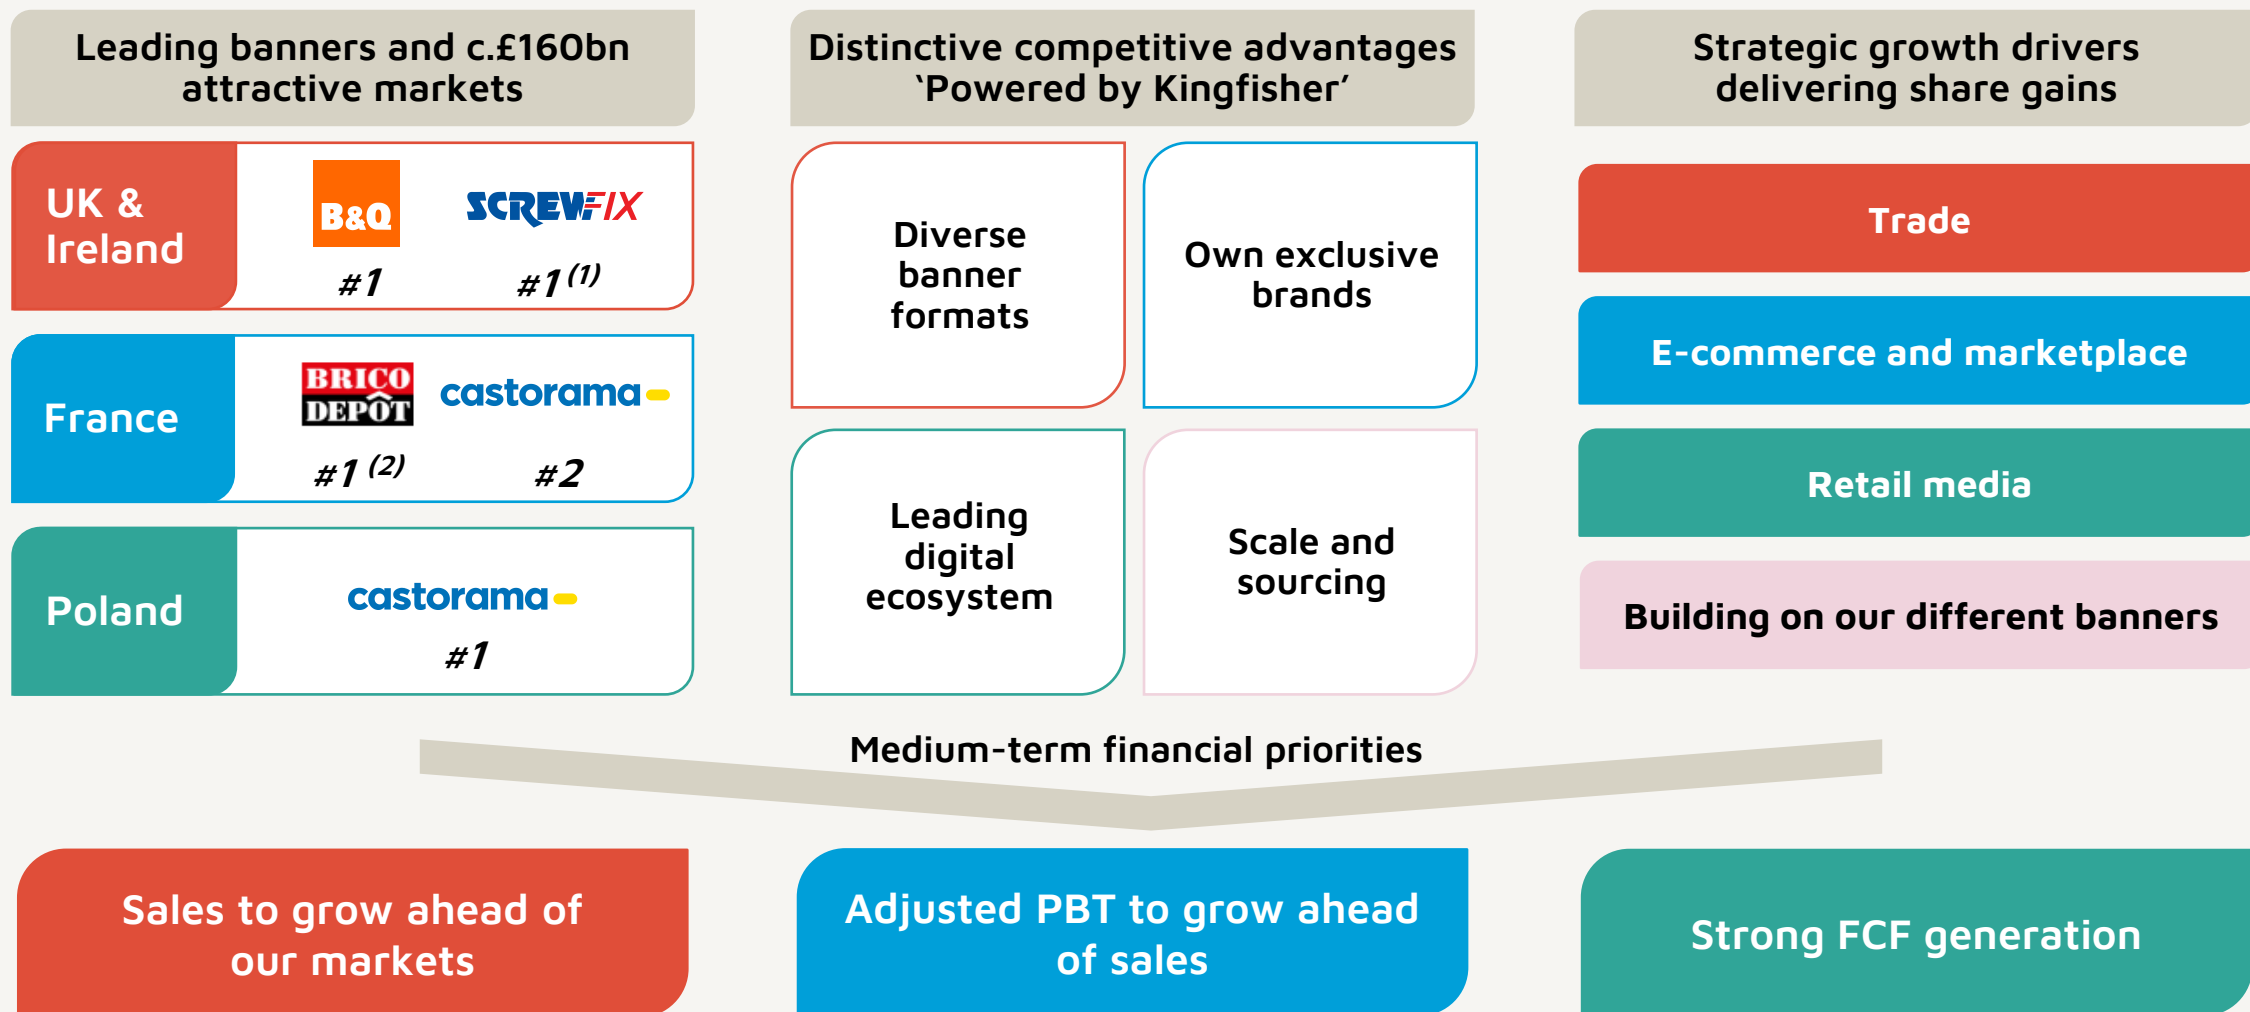 Leading banners and c.£160bn
attractive markets
UK &
Ireland
B&Q
SCREWFIX
#1
#1 (1)
France
BRICO
DEPÔT
castorama
#1 (2)
#2
Poland
castorama
#1
Distinctive competitive advantages
‘Powered by Kingfisher’
Diverse
banner
formats
Own exclusive
brands
Leading
digital
ecosystem
Scale and
sourcing
Strategic growth drivers
delivering share gains
Trade
E-commerce and marketplace
Retail media
Building on our different banners
Medium-term financial priorities
Sales to grow ahead of
our markets
Adjusted PBT to grow ahead
of sales
Strong FCF generation